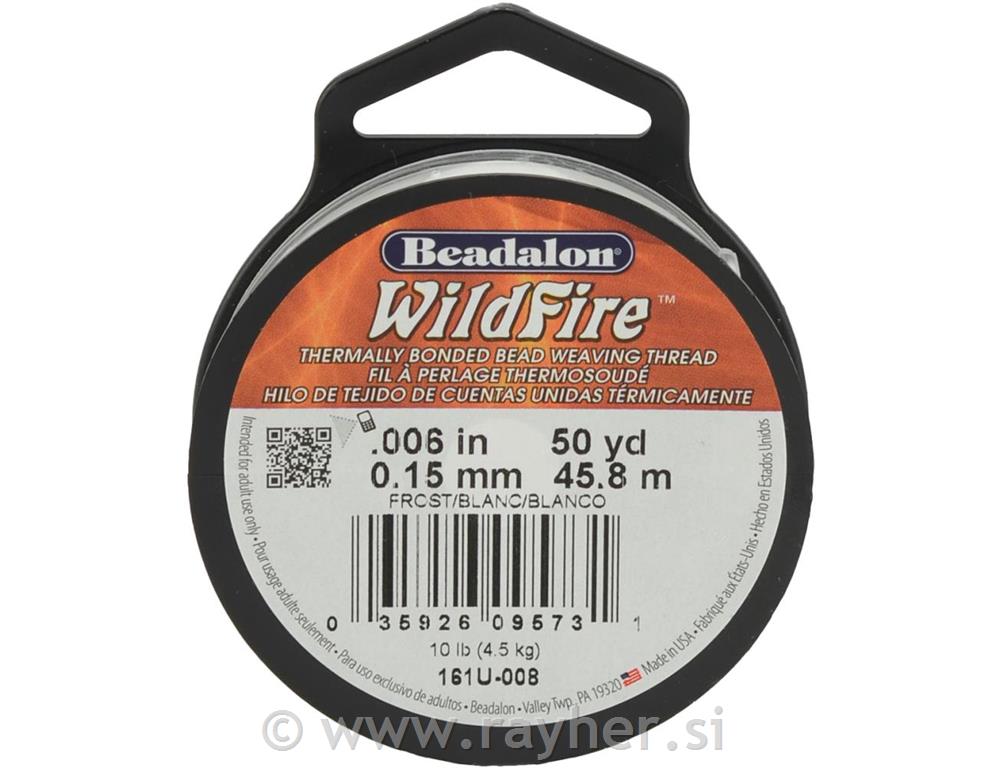 Beadalon®
WildFire™
THERMALLY BONDED BEAD WEAVING THREAD
FIL À PERLAGE THERMOSOUDÉ
HILO DE TEJIDO DE CUENTAS UNIDAS TÉRMICAMENTE
.006 in 50 yd
0.15 mm 45.8 m
FROST/BLANC/BLANCO
0 35926 09573 1
10 lb (4.5 kg)
161U-008
Intended for adult use only • Pour usage adulte seulement • Para uso exclusivo de adultos • Beadalon • Valley Twp., PA 19320 Made in USA • Fabriqué aux États-Unis • Hecho en Estados Unidos
© www.rayher.si